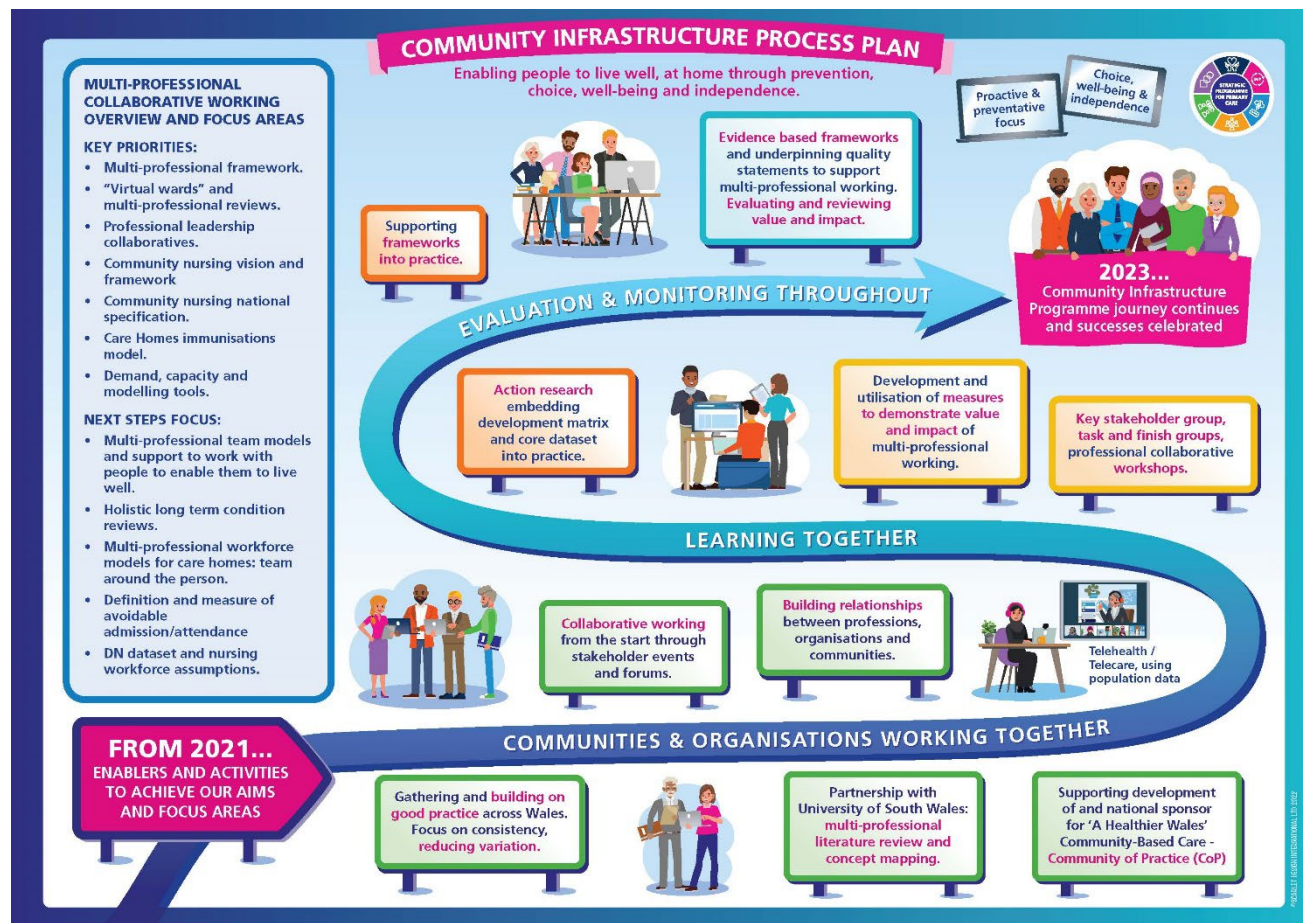 COMMUNITY INFRASTRUCTURE PROCESS PLAN
Enabling people to live well, at home through prevention,
choice, well-being and independence.
Proactive &
preventative
focus
Choice,
well-being &
independence
STRATEGIC
PROGRAMME
FOR PRIMARY
CARE
MULTI-PROFESSIONAL
COLLABORATIVE WORKING
OVERVIEW AND FOCUS AREAS
KEY PRIORITIES:
• Multi-professional framework.
• “Virtual wards” and
multi-professional reviews.
• Professional leadership
collaboratives.
• Community nursing vision and
framework
• Community nursing national
specification.
• Care Homes immunisations
model.
• Demand, capacity and
modelling tools.
NEXT STEPS FOCUS:
• Multi-professional team models
and support to work with
people to enable them to live
well.
• Holistic long term condition
reviews.
• Multi-professional workforce
models for care homes: team
around the person.
• Definition and measure of
avoidable
admission/attendance
• DN dataset and nursing
workforce assumptions.
Supporting
frameworks
into practice.
Evidence based frameworks
and underpinning quality
statements to support
multi-professional working.
Evaluating and reviewing
value and impact.
2023...
Community Infrastructure
Programme journey continues
and successes celebrated
EVALUATION & MONITORING THROUGHOUT
Action research
embedding
development matrix
and core dataset
into practice.
Development and
utilisation of measures
to demonstrate value
and impact of
multi-professional
working.
Key stakeholder group,
task and finish groups,
professional collaborative
workshops.
LEARNING TOGETHER
Collaborative working
from the start through
stakeholder events
and forums.
Building relationships
between professions,
organisations and
communities.
Telehealth /
Telecare, using
population data
COMMUNITIES & ORGANISATIONS WORKING TOGETHER
FROM 2021...
ENABLERS AND ACTIVITIES
TO ACHIEVE OUR AIMS
AND FOCUS AREAS
Gathering and building on
good practice across Wales.
Focus on consistency,
reducing variation.
Partnership with
University of South Wales:
multi-professional
literature review and
concept mapping.
Supporting development
of and national sponsor
for ‘A Healthier Wales’
Community-Based Care -
Community of Practice (CoP)
©SCARLET DESIGN INTERNATIONAL LTD 2022